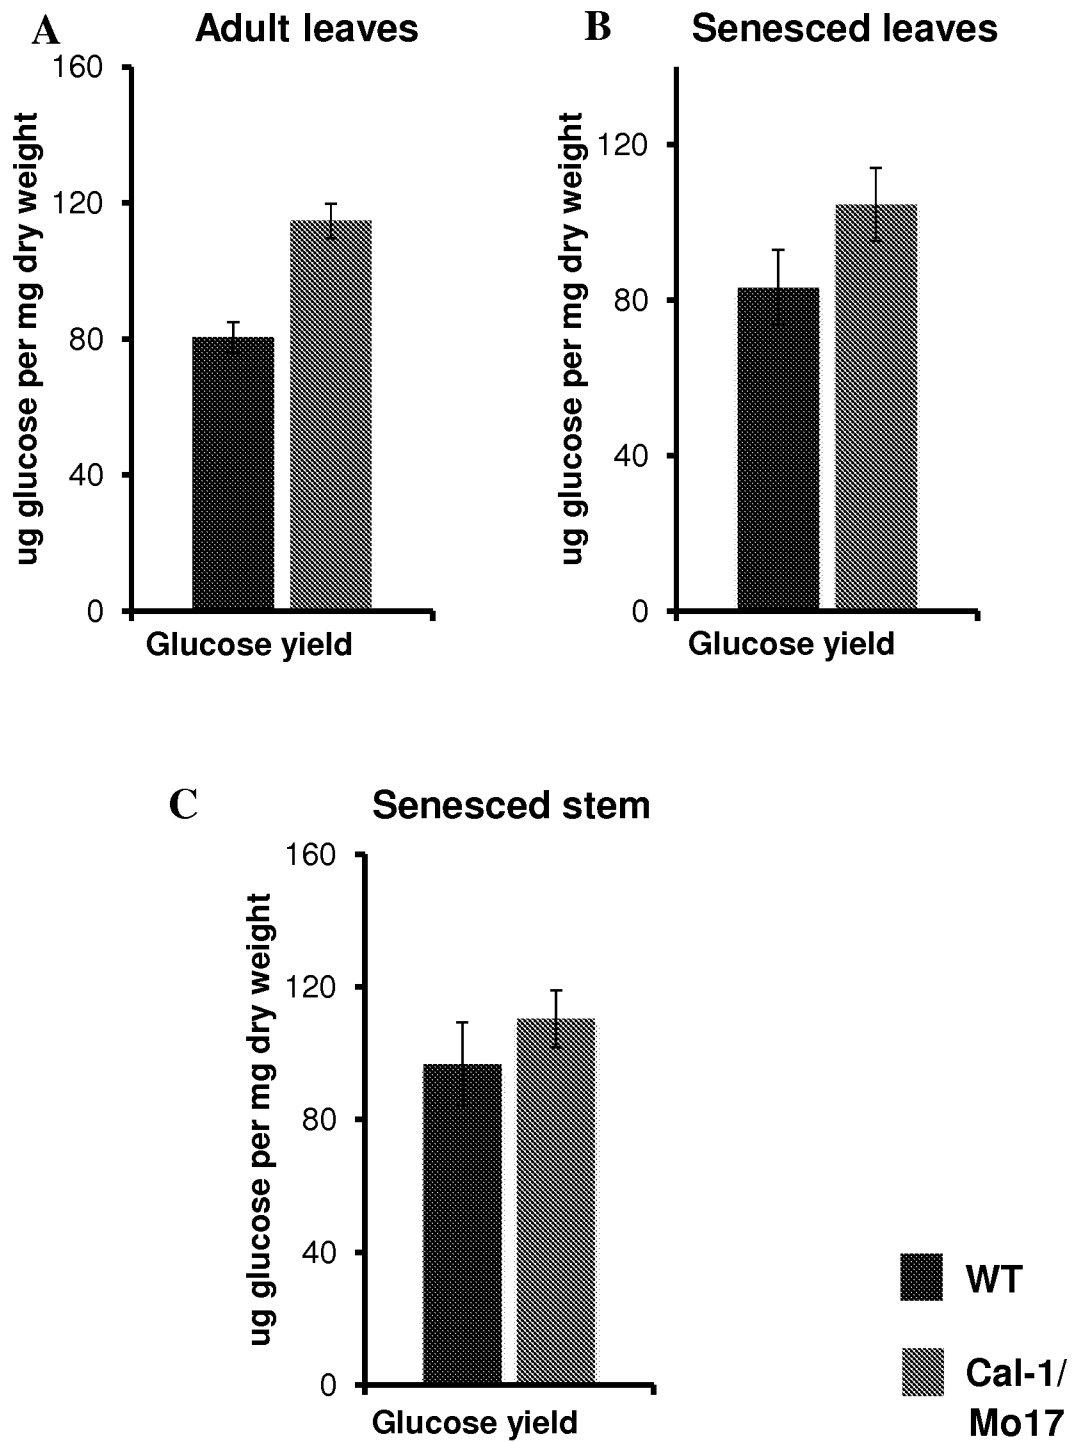 A
Adult leaves
160
120
80
40
0
ug glucose per mg dry weight
Glucose yield
B
Senesced leaves
120
80
40
0
ug glucose per mg dry weight
Glucose yield
C
Senesced stem
160
120
80
40
0
ug glucose per mg dry weight
Glucose yield
WT
Cal-1/
Mo17